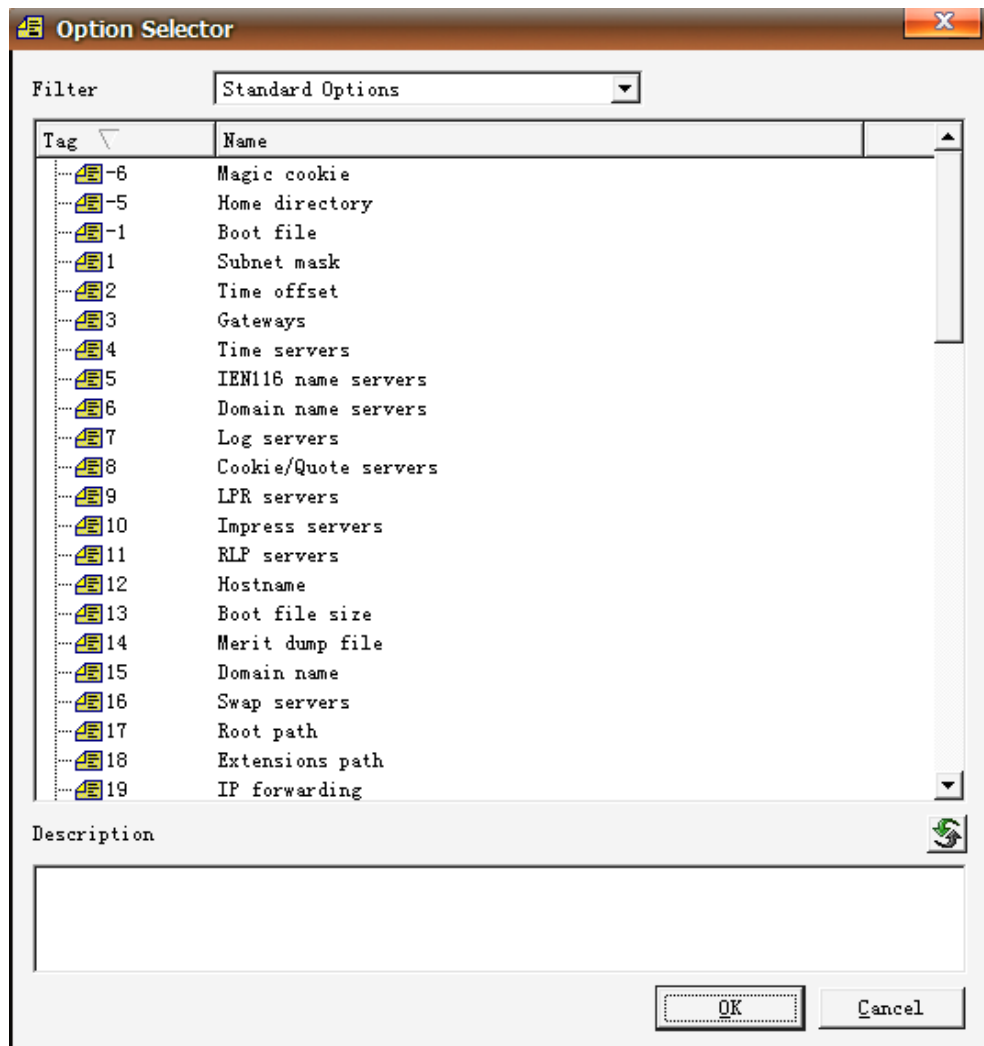 Option Selector
Filter Standard Options
Tag Name
-6 Magic cookie
-5 Home directory
-1 Boot file
1 Subnet mask
2 Time offset
3 Gateways
4 Time servers
5 IEN116 name servers
6 Domain name servers
7 Log servers
8 Cookie/Quote servers
9 LPR servers
10 Impress servers
11 RLP servers
12 Hostname
13 Boot file size
14 Merit dump file
15 Domain name
16 Swap servers
17 Root path
18 Extensions path
19 IP forwarding
Description
OK Cancel